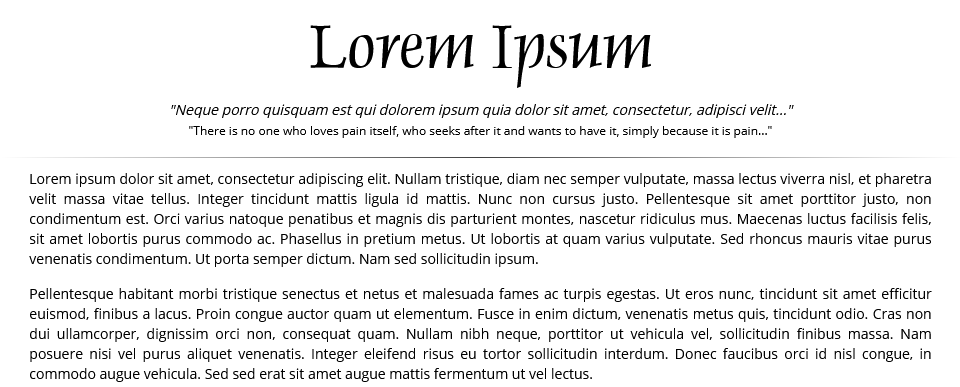 Lorem Ipsum
"Neque porro quisquam est qui dolorem ipsum quia dolor sit amet, consectetur, adipisci velit..."
"There is no one who loves pain itself, who seeks after it and wants to have it, simply because it is pain..."
Lorem ipsum dolor sit amet, consectetur adipiscing elit. Nullam tristique, diam nec semper vulputate, massa lectus viverra nisl, et pharetra
velit massa vitae tellus. Integer tincidunt mattis ligula id mattis. Nunc non cursus justo. Pellentesque sit amet porttitor justo, non
condimentum est. Orci varius natoque penatibus et magnis dis parturient montes, nascetur ridiculus mus. Maecenas luctus facilisis felis,
sit amet lobortis purus commodo ac. Phasellus in pretium metus. Ut lobortis at quam varius vulputate. Sed rhoncus mauris vitae purus
venenatis condimentum. Ut porta semper dictum. Nam sed sollicitudin ipsum.
Pellentesque habitant morbi tristique senectus et netus et malesuada fames ac turpis egestas. Ut eros nunc, tincidunt sit amet efficitur
euismod, finibus a lacus. Proin congue auctor quam ut elementum. Fusce in enim dictum, venenatis metus quis, tincidunt odio. Cras non
dui ullamcorper, dignissim orci non, consequat quam. Nullam nibh neque, porttitor ut vehicula vel, sollicitudin finibus massa. Nam
posuere nisi vel purus aliquet venenatis. Integer eleifend risus eu tortor sollicitudin interdum. Donec faucibus orci id nisl congue, in
commodo augue vehicula. Sed sed erat sit amet augue mattis fermentum ut vel lectus.